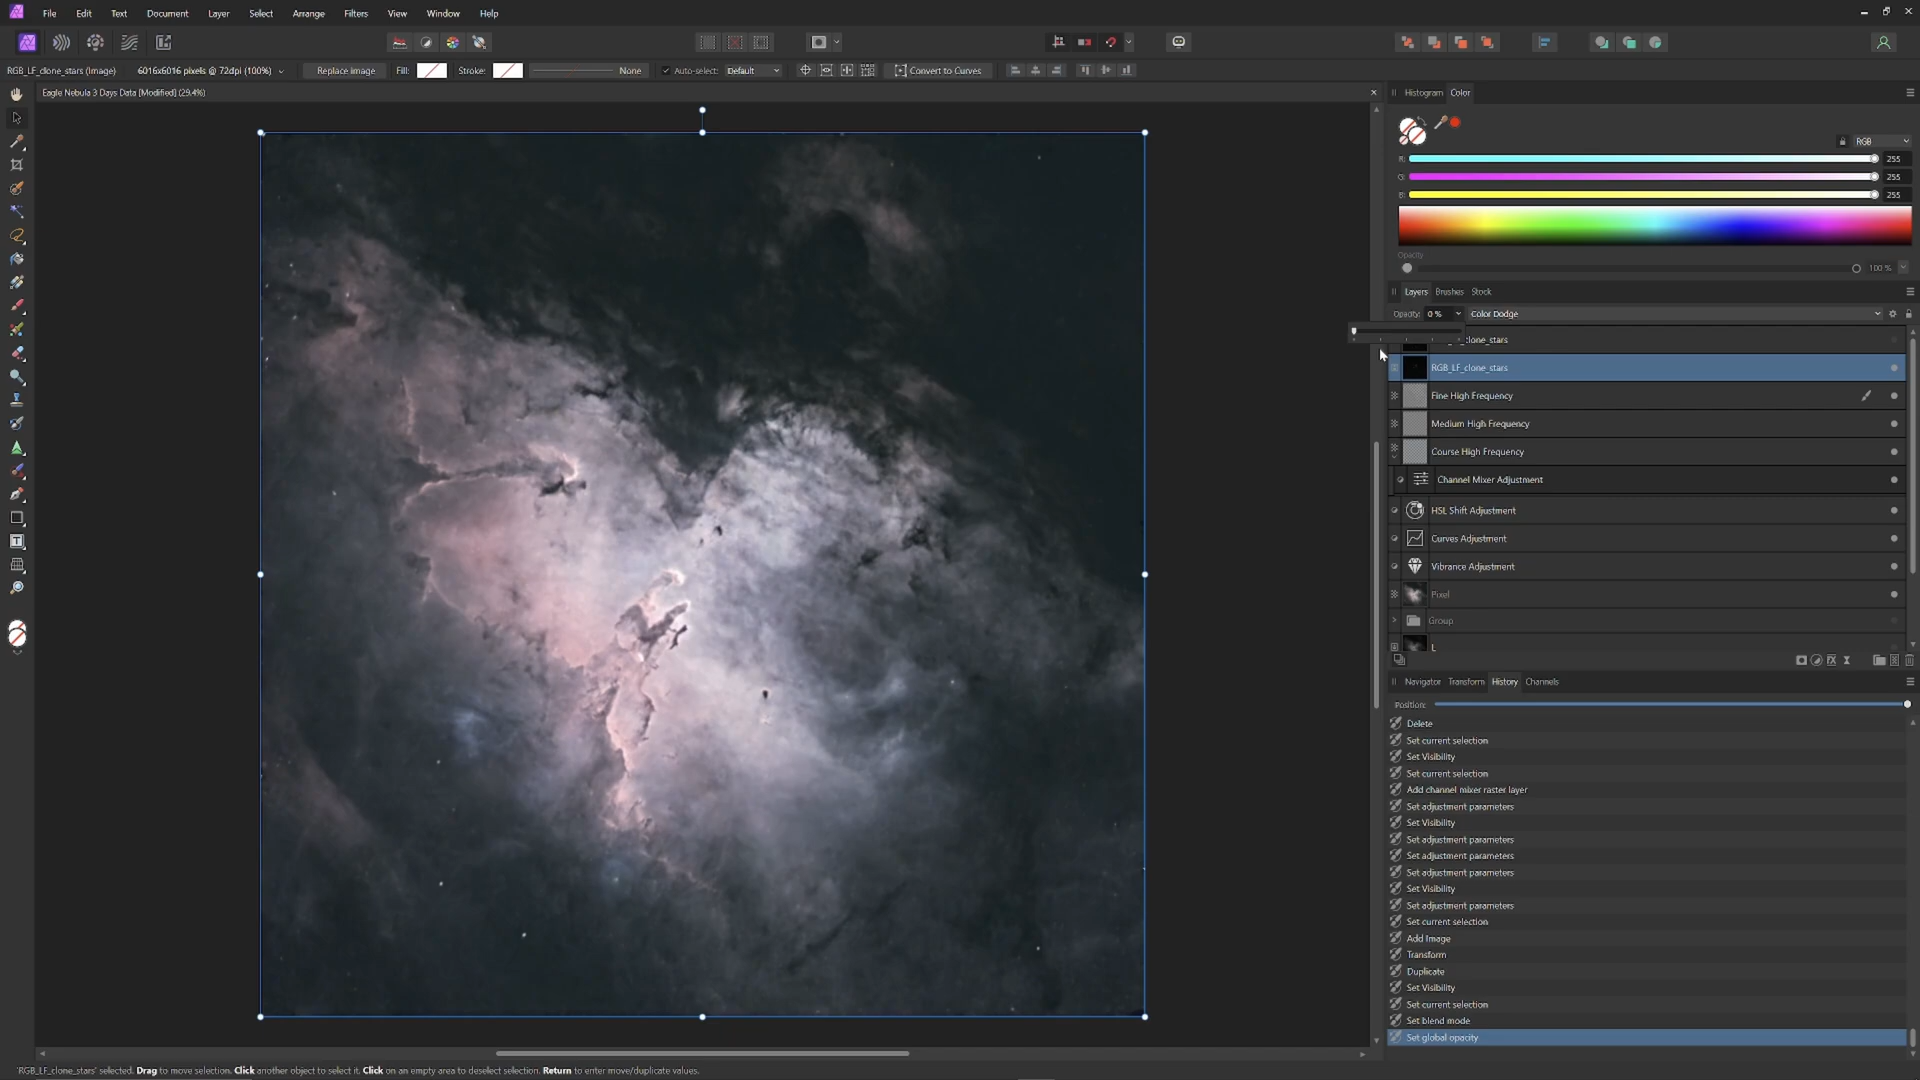 File Edit Text Document Layer Select Arrange Filters View Window Help
RGB_LF_clone_stars (Image) 6016x6016 pixels @ 72dpi (100%) Replace image Fill: Stroke: None Auto-select: Default Convert to Curves
Eagle Nebula 3 Days Data [Modified] (29.4%)
Histogram Color
RGB
R: 255
G: 255
B: 255
Opacity
100 %
Layers Brushes Stock
Opacity: 0 % Color Dodge
clone_stars
RGB_LF_clone_stars
Fine High Frequency
Medium High Frequency
Course High Frequency
Channel Mixer Adjustment
HSL Shift Adjustment
Curves Adjustment
Vibrance Adjustment
Pixel
Group
L
Navigator Transform History Channels
Position:
Delete
Set current selection
Set Visibility
Set current selection
Add channel mixer raster layer
Set adjustment parameters
Set Visibility
Set adjustment parameters
Set adjustment parameters
Set adjustment parameters
Set Visibility
Set adjustment parameters
Set current selection
Add Image
Transform
Duplicate
Set Visibility
Set current selection
Set blend mode
Set global opacity
'RGB_LF_clone_stars' selected. Drag to move selection. Click another object to select it. Click on an empty area to deselect selection. Return to enter move/duplicate values.